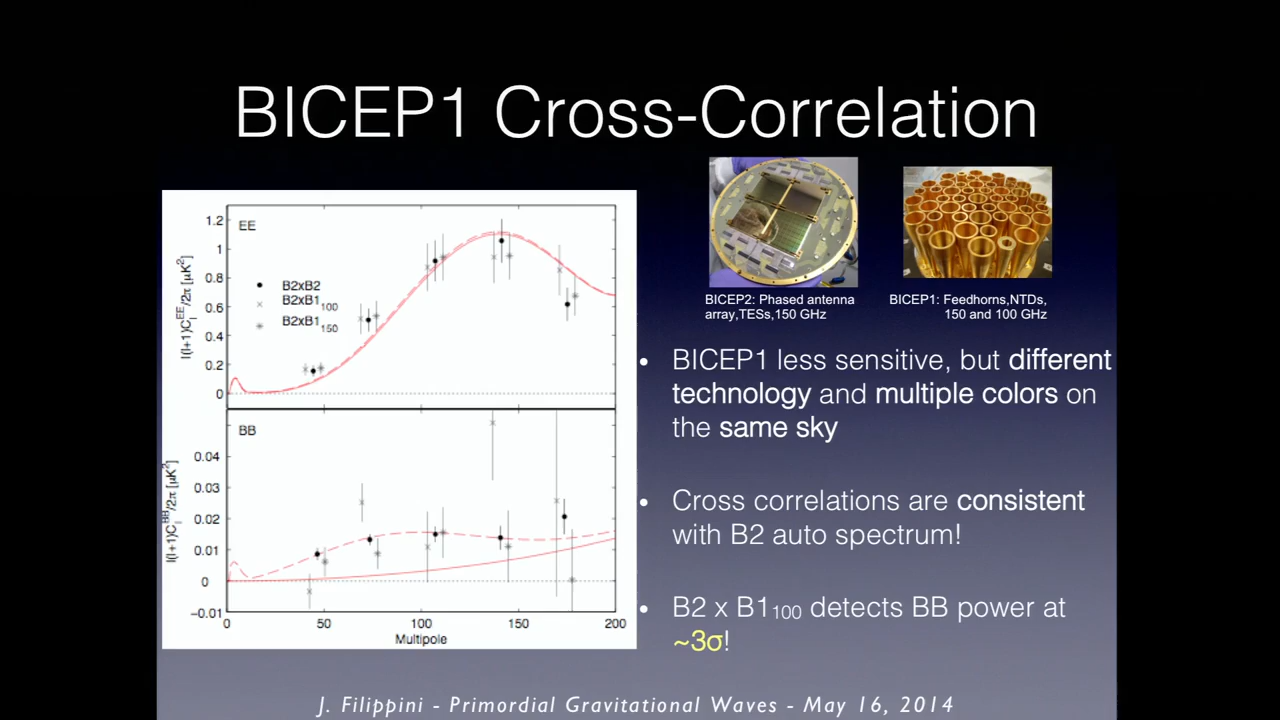 BICEP1 Cross-Correlation
EE
B2xB2
B2xB1100
B2xB1150
l(l+1)C_l^EE/2π [μK²]
1.2
1
0.8
0.6
0.4
0.2
0
BB
l(l+1)C_l^BB/2π [μK²]
0.04
0.03
0.02
0.01
0
−0.01
0 50 100 150 200
Multipole
BICEP2: Phased antenna
array,TESs,150 GHz
BICEP1: Feedhorns,NTDs,
150 and 100 GHz
• BICEP1 less sensitive, but different
technology and multiple colors on
the same sky
• Cross correlations are consistent
with B2 auto spectrum!
• B2 x B1100 detects BB power at
~3σ!
J. Filippini - Primordial Gravitational Waves - May 16, 2014